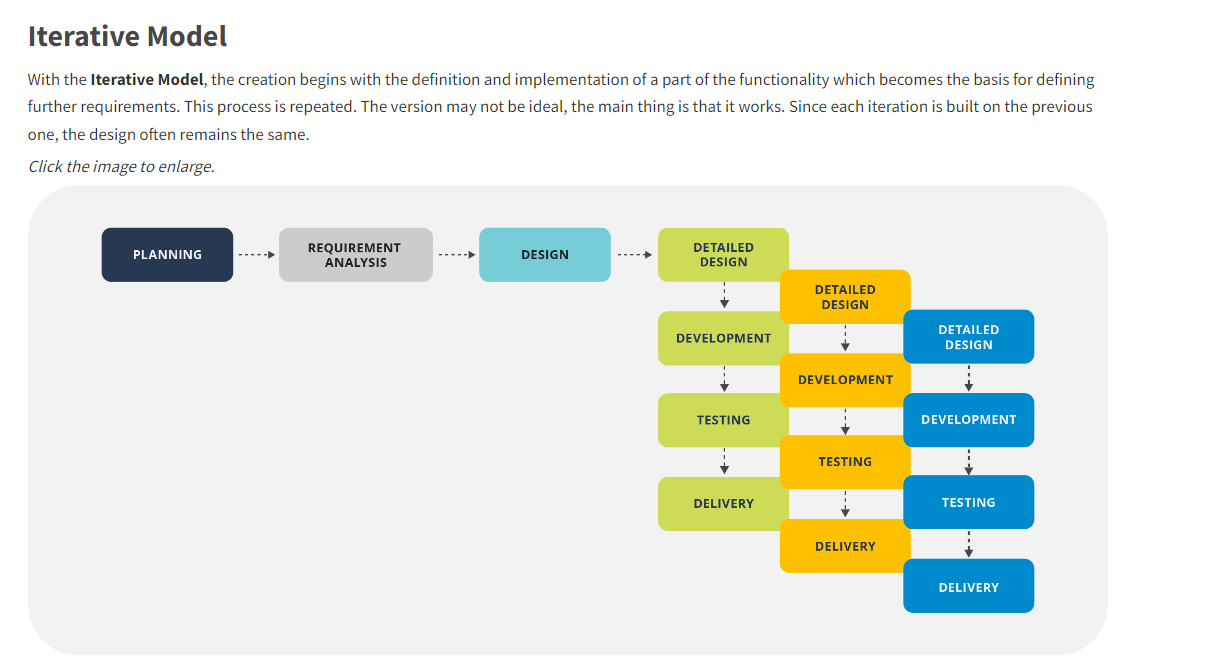 Iterative Model
With the Iterative Model, the creation begins with the definition and implementation of a part of the functionality which becomes the basis for defining
further requirements. This process is repeated. The version may not be ideal, the main thing is that it works. Since each iteration is built on the previous
one, the design often remains the same.
Click the image to enlarge.
PLANNING
REQUIREMENT
ANALYSIS
DESIGN
DETAILED
DESIGN
DEVELOPMENT
TESTING
DELIVERY
DETAILED
DESIGN
DEVELOPMENT
TESTING
DELIVERY
DETAILED
DESIGN
DEVELOPMENT
TESTING
DELIVERY